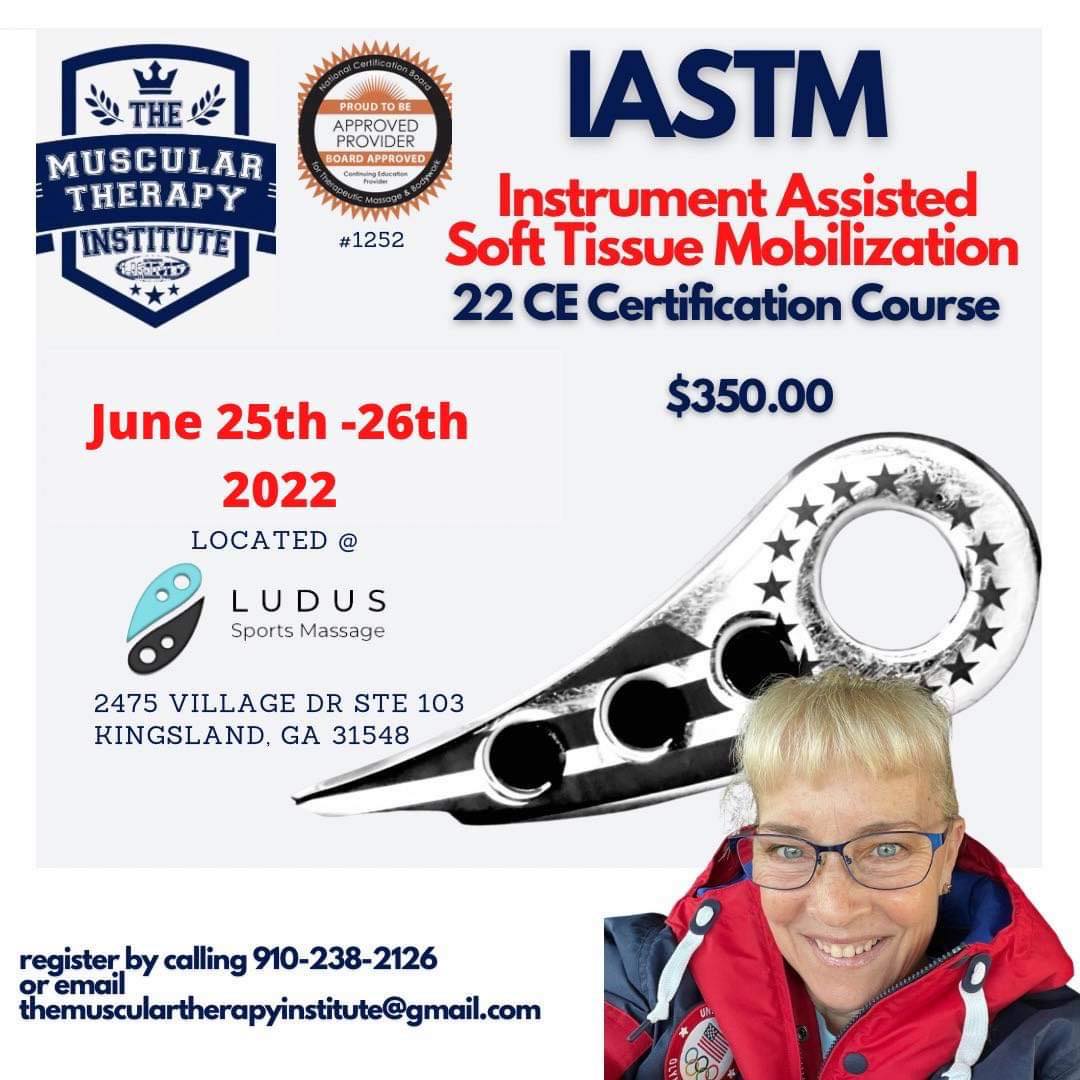 THE
MUSCULAR
THERAPY
INSTITUTE
National Certification Board
PROUD TO BE
APPROVED
PROVIDER
BOARD APPROVED
Continuing Education
Provider
for Therapeutic Massage & Bodywork
#1252
IASTM
Instrument Assisted
Soft Tissue Mobilization
22 CE Certification Course
$350.00
June 25th -26th
2022
LOCATED @
LUDUS
Sports Massage
2475 VILLAGE DR STE 103
KINGSLAND, GA 31548
register by calling 910-238-2126
or email
themusculartherapyinstitute@gmail.com